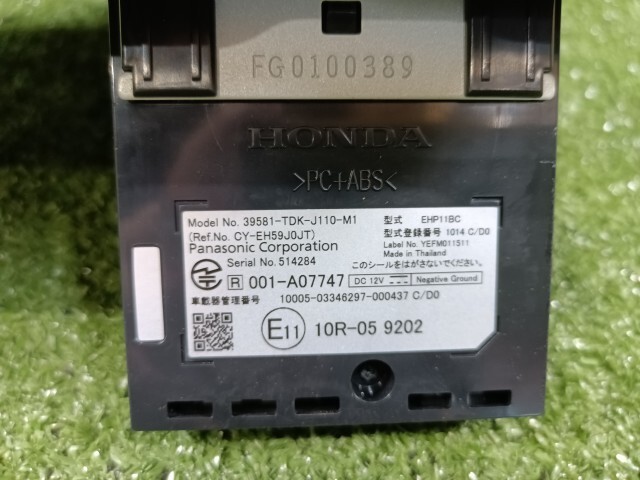 FG0100389
HONDA
>PC+ABS<
Model No. 39581-TDK-J110-M1 型式 EHP11BC
(Ref.No. CY-EH59J0JT) 型式登録番号 1014 C/D0
Panasonic Corporation Label No. YEFM011511
Made in Thailand
Serial No. 514284 このシールをはがさないでください。
R 001-A07747 DC 12V Negative Ground
車載器管理番号 10005-03346297-000437 C/D0
E11 10R-05 9202